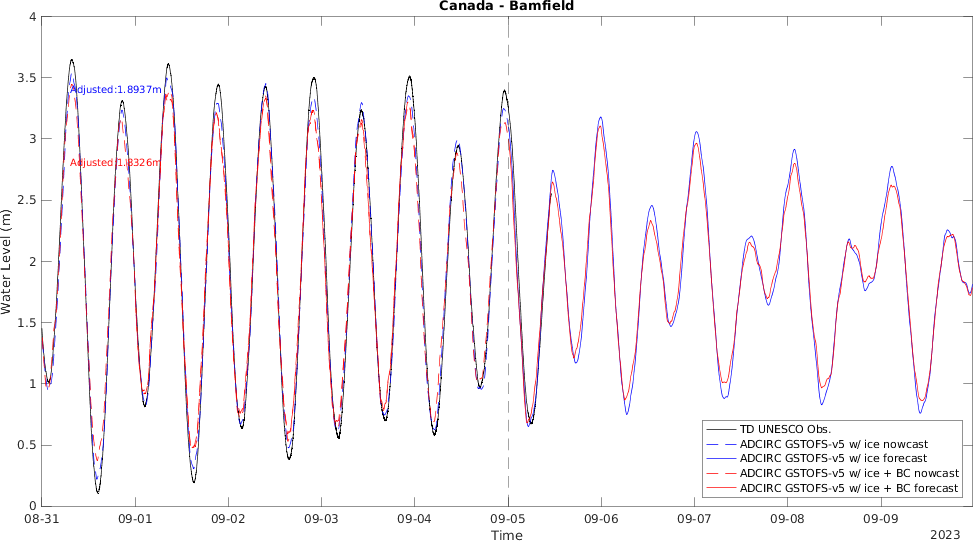 Canada - Bamfield
4
3.5
3
2.5
2
1.5
1
0.5
0
Water Level (m)
Adjusted:1.8937m
Adjusted:1.8326m
TD UNESCO Obs.
ADCIRC GSTOFS-v5 w/ ice nowcast
ADCIRC GSTOFS-v5 w/ ice forecast
ADCIRC GSTOFS-v5 w/ ice + BC nowcast
ADCIRC GSTOFS-v5 w/ ice + BC forecast
08-31 09-01 09-02 09-03 09-04 09-05 09-06 09-07 09-08 09-09
Time
2023